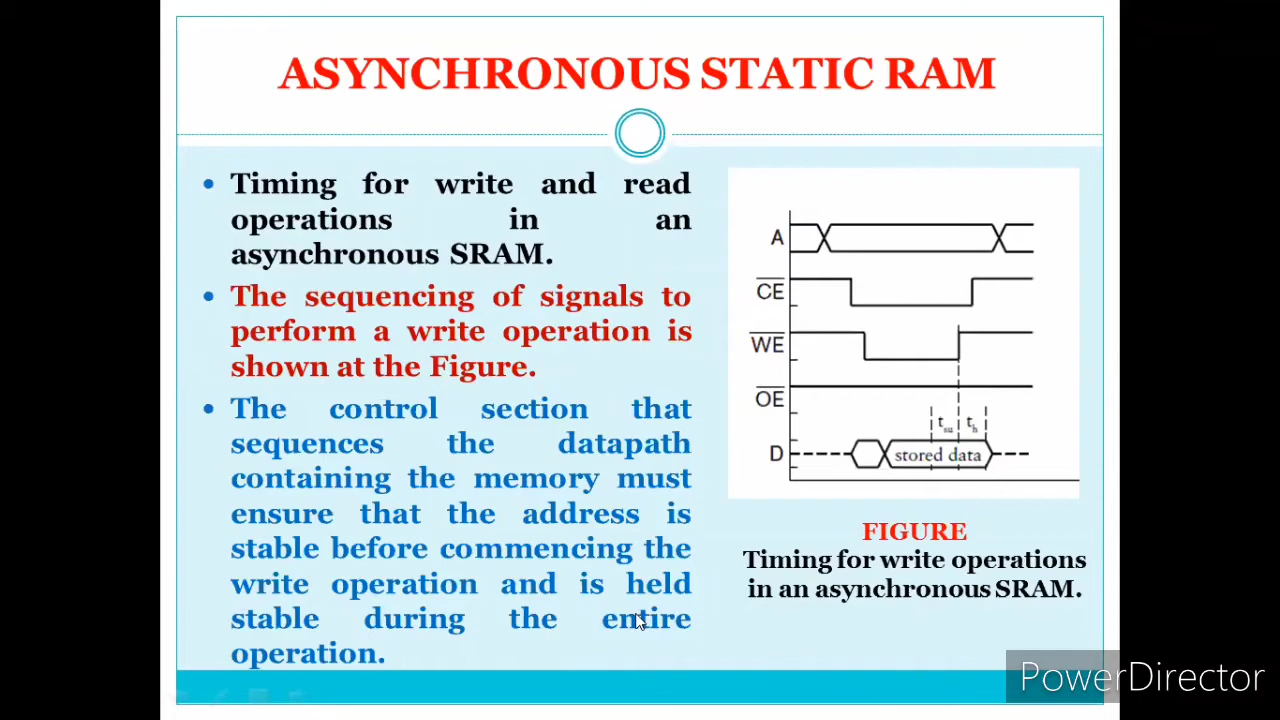 ASYNCHRONOUS STATIC RAM
• Timing for write and read
operations in an
asynchronous SRAM.
• The sequencing of signals to
perform a write operation is
shown at the Figure.
• The control section that
sequences the datapath
containing the memory must
ensure that the address is
stable before commencing the
write operation and is held
stable during the entire
operation.
A
CE
WE
OE
tsu th
D stored data
FIGURE
Timing for write operations
in an asynchronous SRAM.
PowerDirector